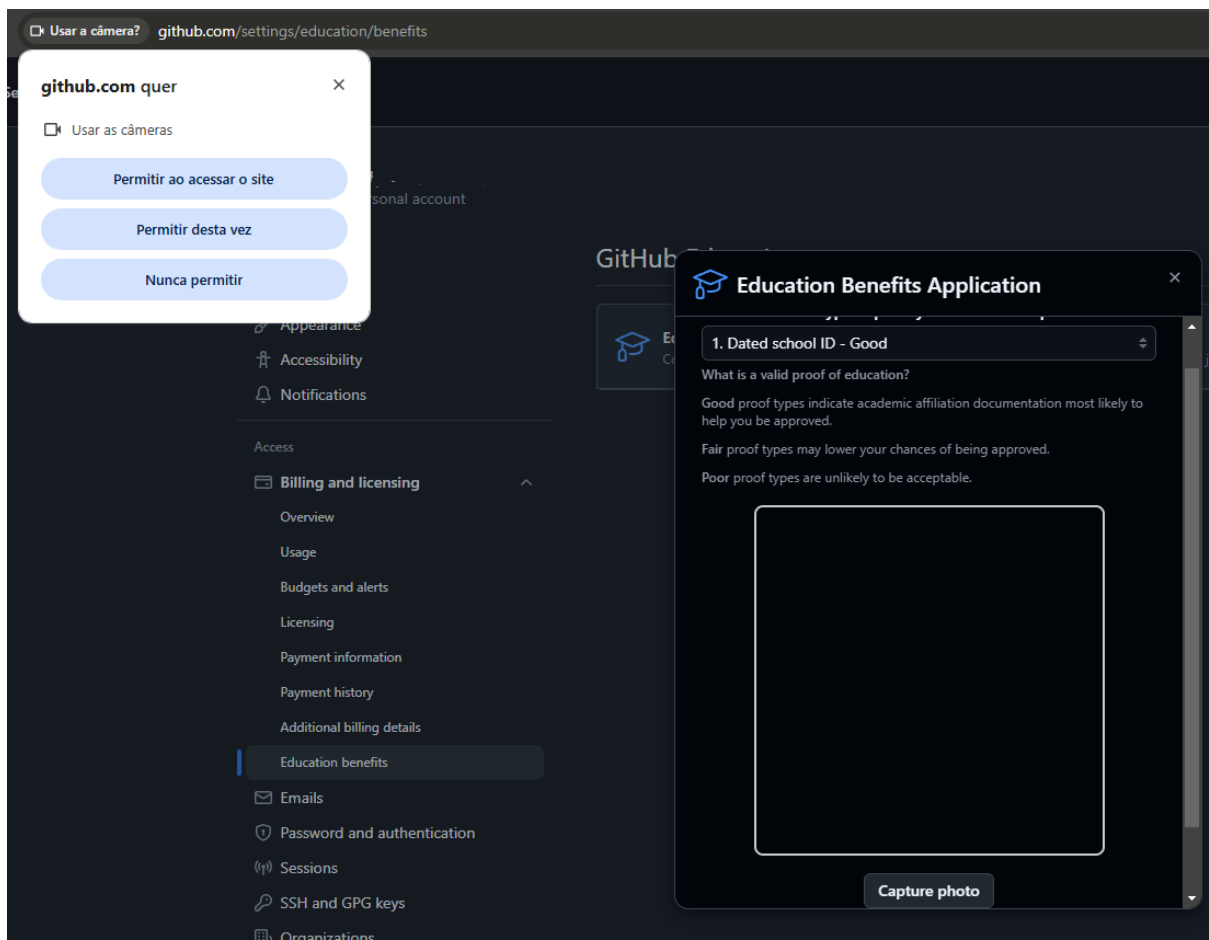 Usar a câmera?
github.com/settings/education/benefits
github.com quer
Usar as câmeras
Permitir ao acessar o site
Permitir desta vez
Nunca permitir
sonal account
Appearance
Accessibility
Notifications
Access
Billing and licensing
Overview
Usage
Budgets and alerts
Licensing
Payment information
Payment history
Additional billing details
Education benefits
Emails
Password and authentication
Sessions
SSH and GPG keys
Organizations
GitHub
Education Benefits Application
1. Dated school ID - Good
What is a valid proof of education?
Good proof types indicate academic affiliation documentation most likely to
help you be approved.
Fair proof types may lower your chances of being approved.
Poor proof types are unlikely to be acceptable.
Capture photo